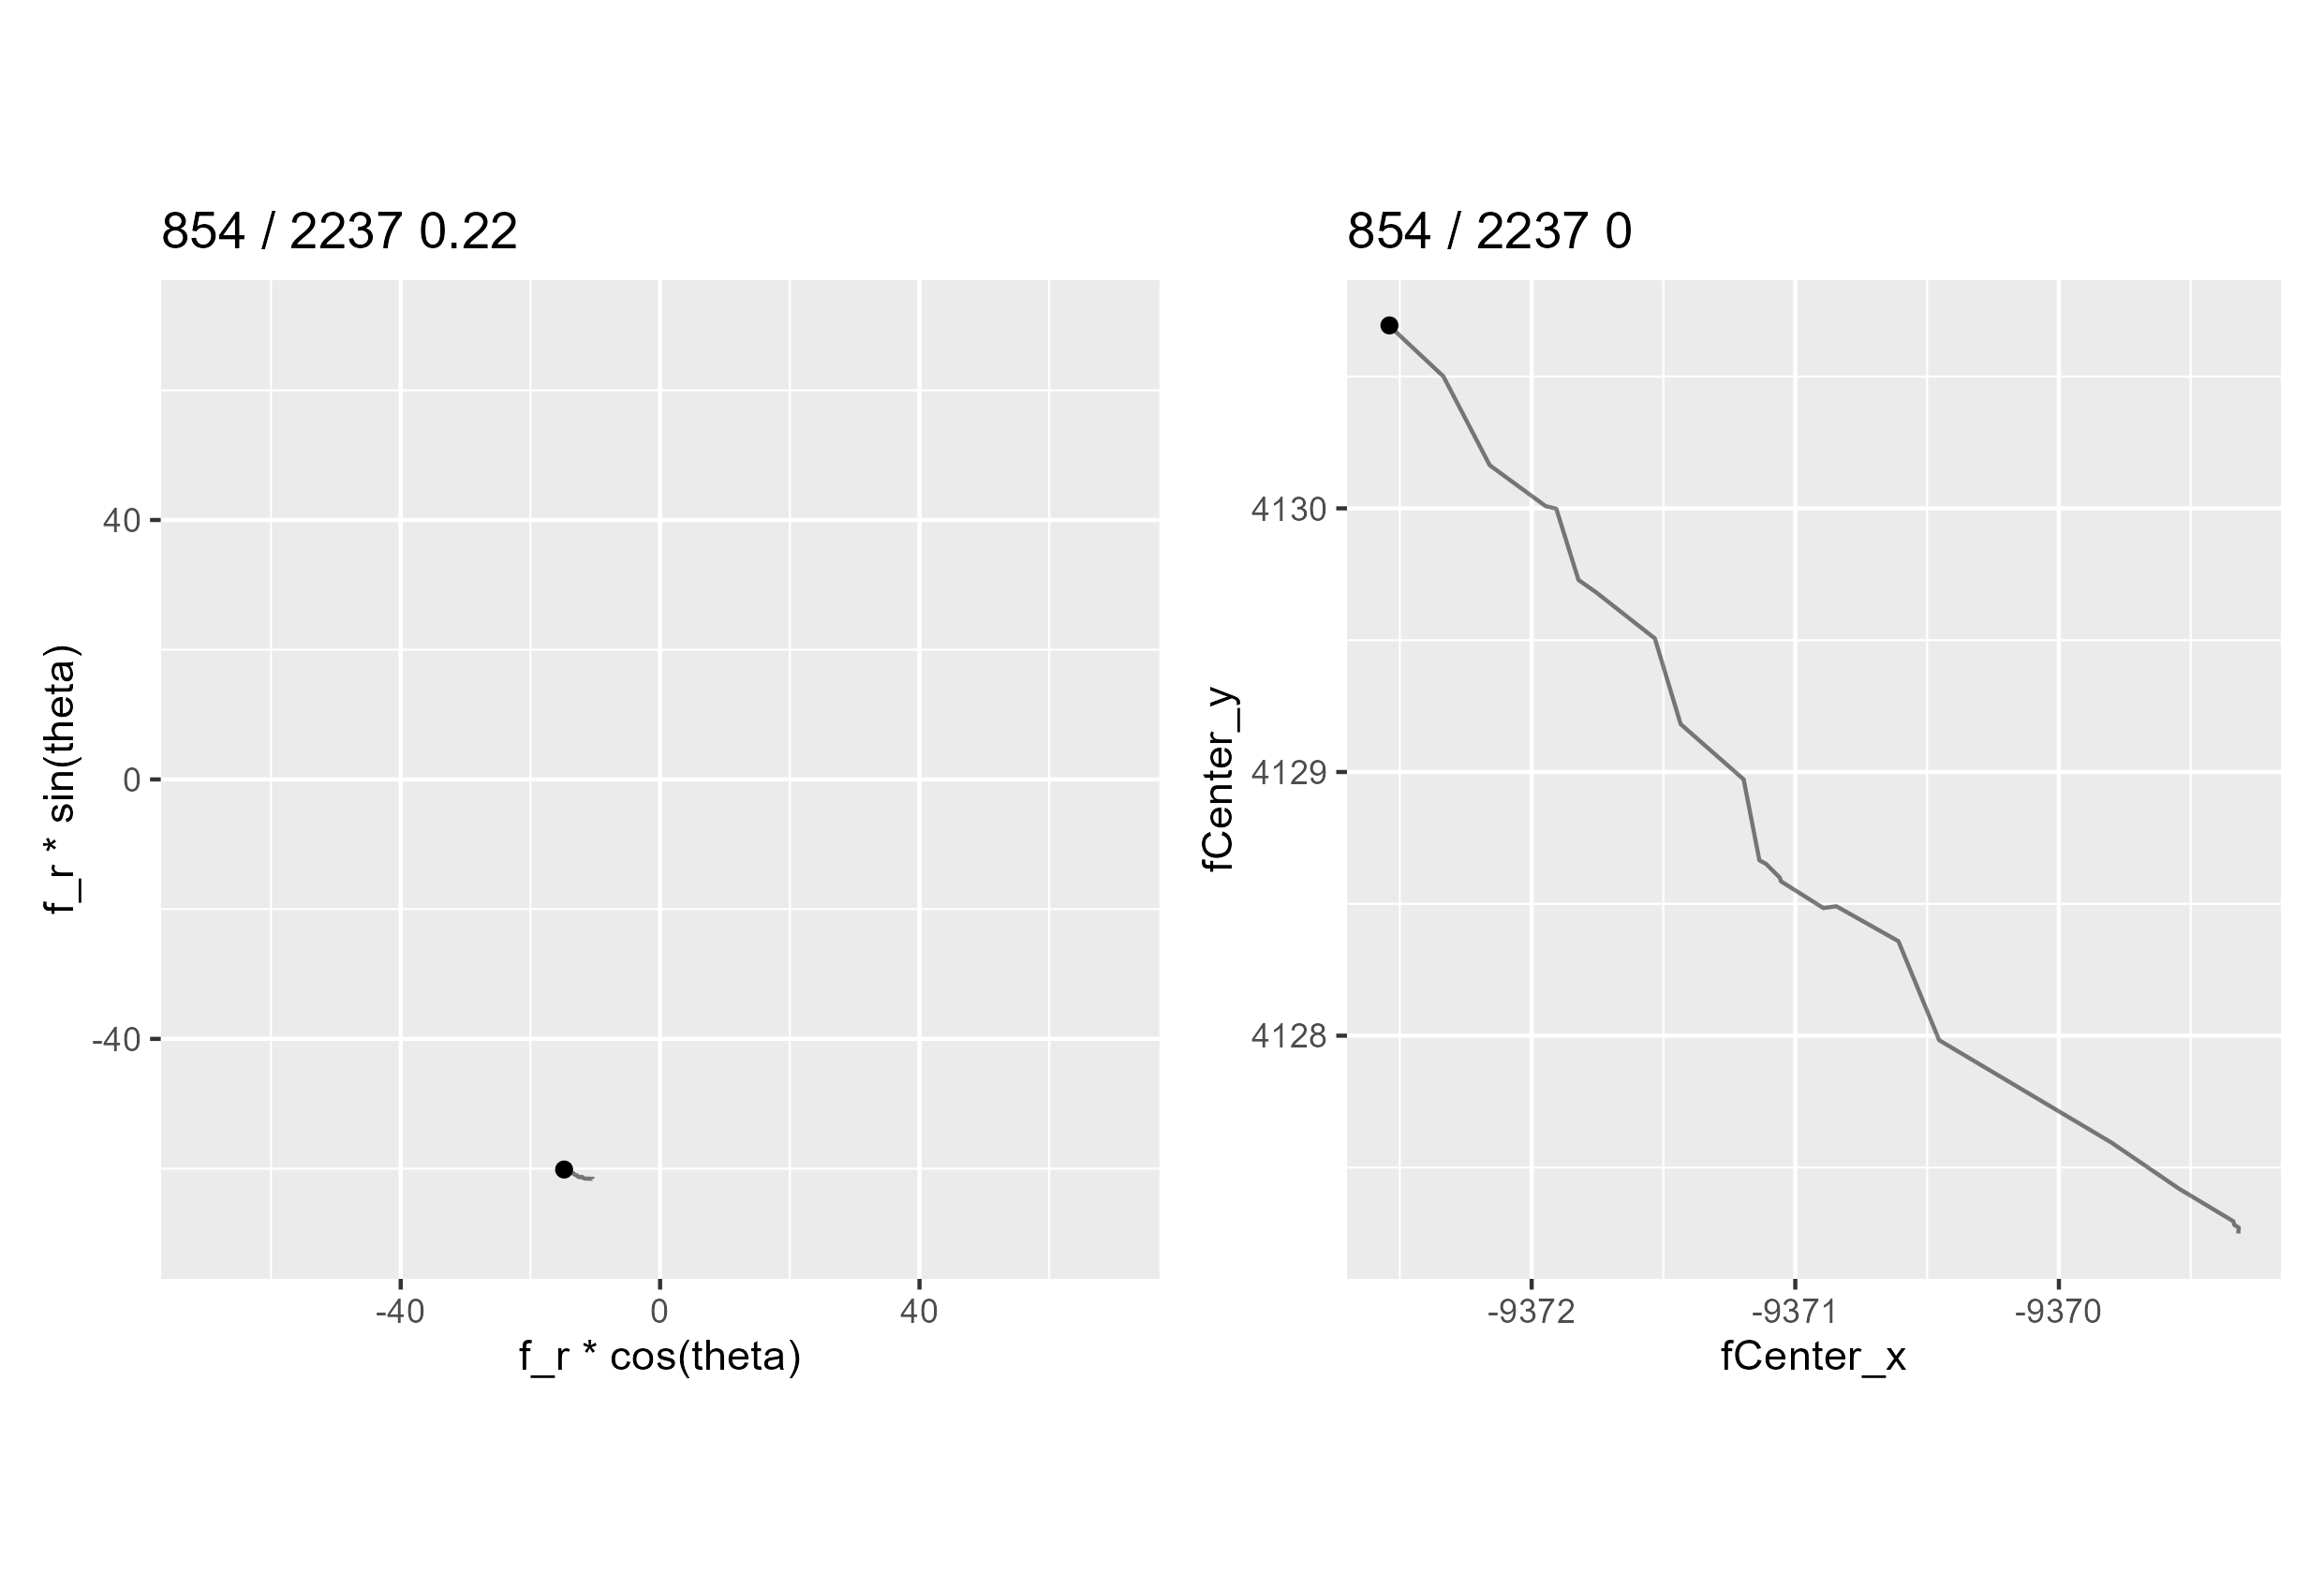 854 / 2237 0.22
40
0
-40
f_r * sin(theta)
-40
0
40
f_r * cos(theta)
854 / 2237 0
4130
4129
4128
fCenter_y
-9372
-9371
-9370
fCenter_x